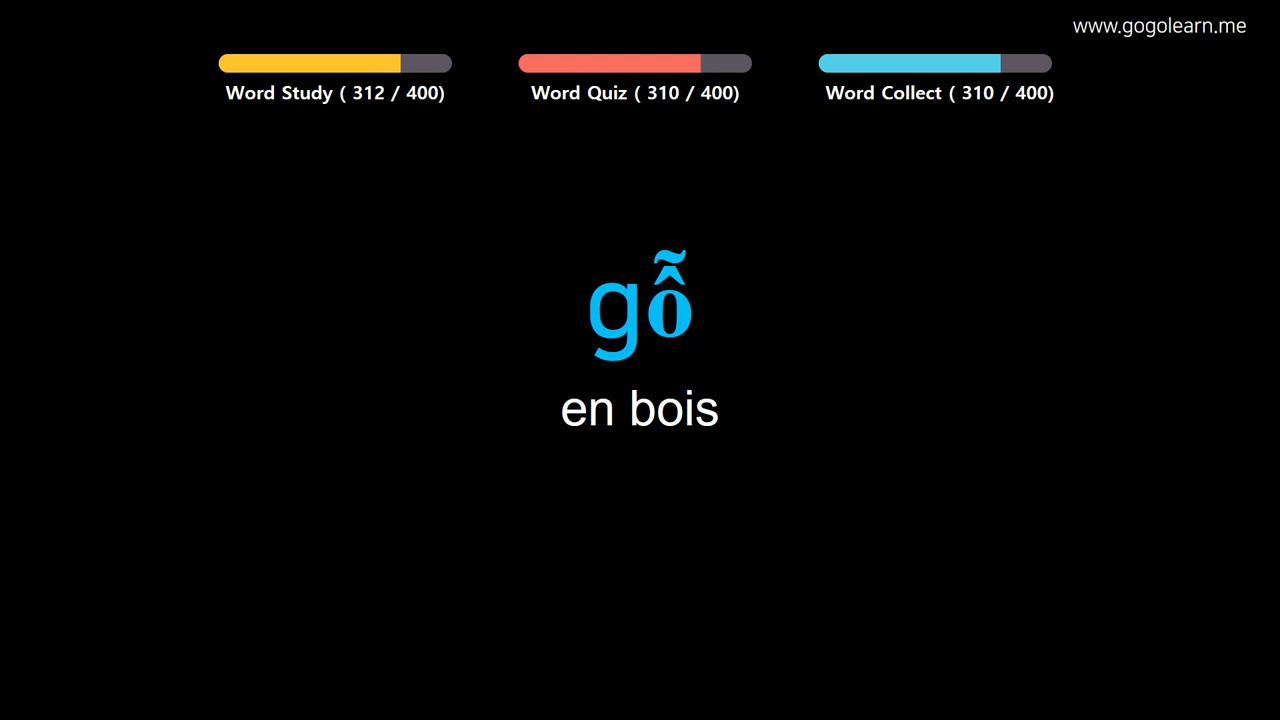 www.gogolearn.me
Word Study ( 312 / 400)
Word Quiz ( 310 / 400)
Word Collect ( 310 / 400)
gỗ
en bois